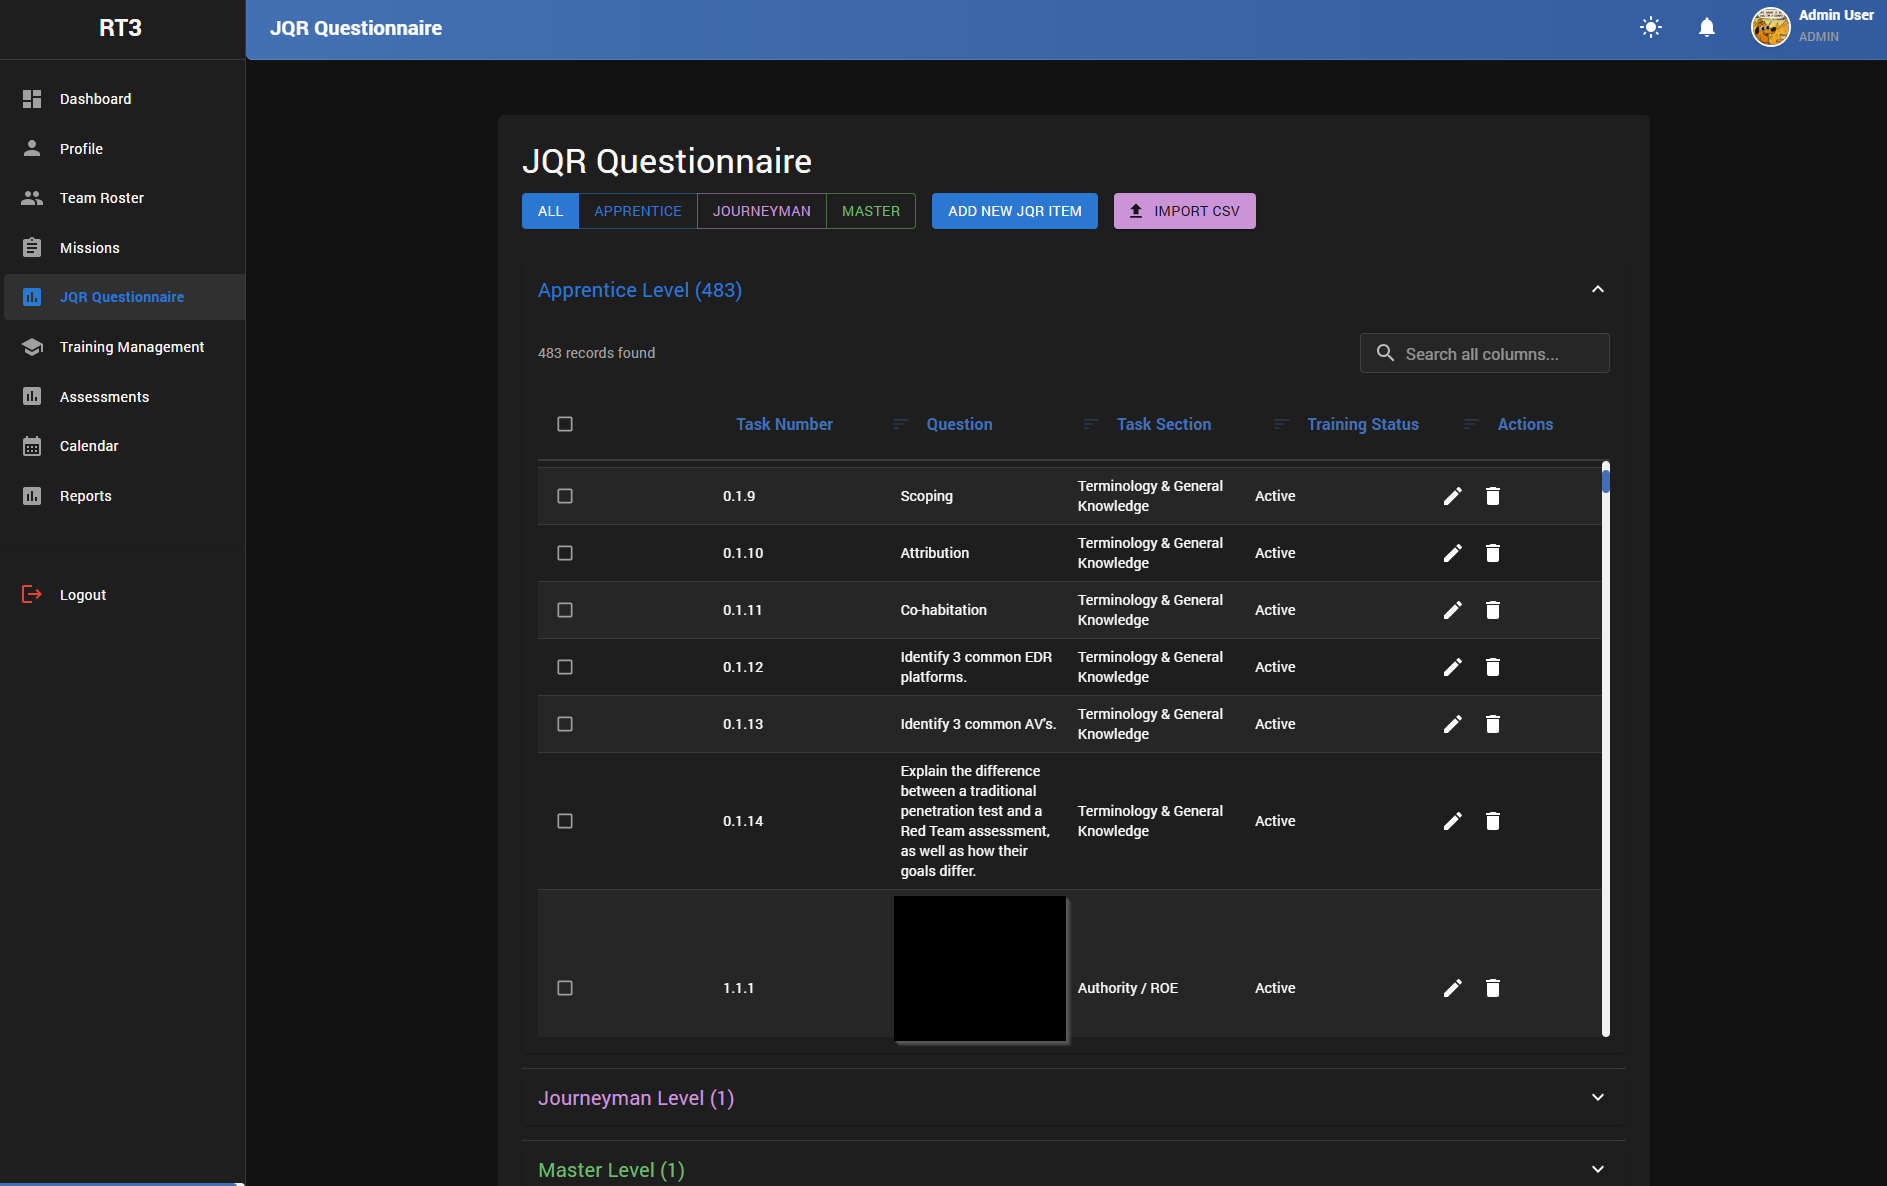 RT3
JQR Questionnaire
Admin User
ADMIN
Dashboard
Profile
Team Roster
Missions
JQR Questionnaire
Training Management
Assessments
Calendar
Reports
Logout
JQR Questionnaire
ALL APPRENTICE JOURNEYMAN MASTER ADD NEW JQR ITEM IMPORT CSV
Apprentice Level (483)
483 records found
Search all columns...
Task Number Question Task Section Training Status Actions
0.1.9 Scoping Terminology & General Knowledge Active
0.1.10 Attribution Terminology & General Knowledge Active
0.1.11 Co-habitation Terminology & General Knowledge Active
0.1.12 Identify 3 common EDR platforms. Terminology & General Knowledge Active
0.1.13 Identify 3 common AV's. Terminology & General Knowledge Active
0.1.14 Explain the difference between a traditional penetration test and a Red Team assessment, as well as how their goals differ. Terminology & General Knowledge Active
1.1.1 Authority / ROE Active
Journeyman Level (1)
Master Level (1)